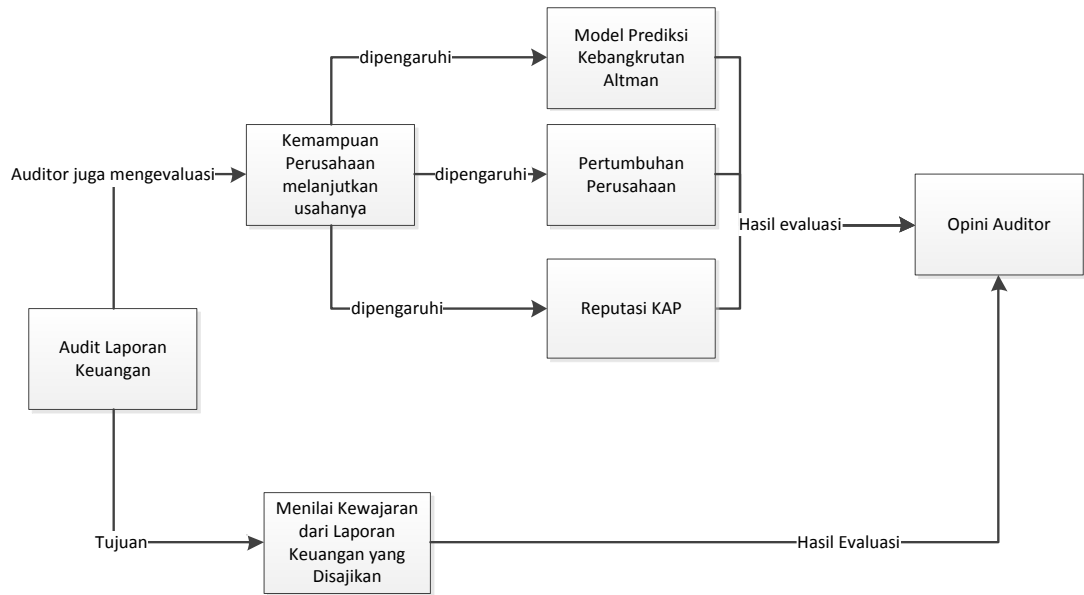 Model Prediksi
Kebangkrutan
Altman
dipengaruhi
Kemampuan
Perusahaan
melanjutkan
usahanya
Auditor juga mengevaluasi
dipengaruhi
Pertumbuhan
Perusahaan
Hasil evaluasi
Opini Auditor
dipengaruhi
Reputasi KAP
Audit Laporan
Keuangan
Tujuan
Menilai Kewajaran
dari Laporan
Keuangan yang
Disajikan
Hasil Evaluasi